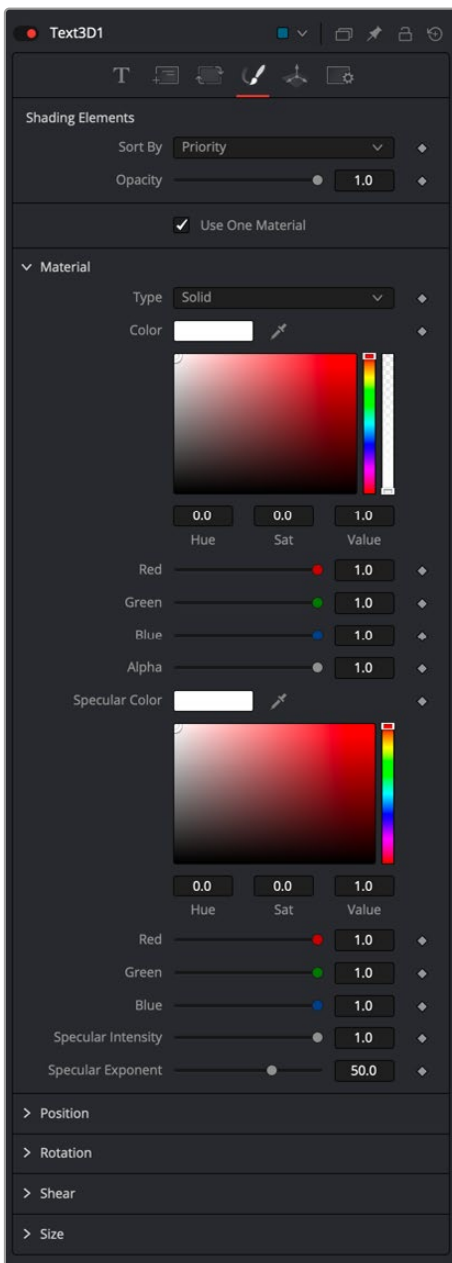 Text3D1
T
Shading Elements
Sort By Priority
Opacity 1.0
Use One Material
Material
Type Solid
Color
0.0 0.0 1.0
Hue Sat Value
Red 1.0
Green 1.0
Blue 1.0
Alpha 1.0
Specular Color
0.0 0.0 1.0
Hue Sat Value
Red 1.0
Green 1.0
Blue 1.0
Specular Intensity 1.0
Specular Exponent 50.0
Position
Rotation
Shear
Size